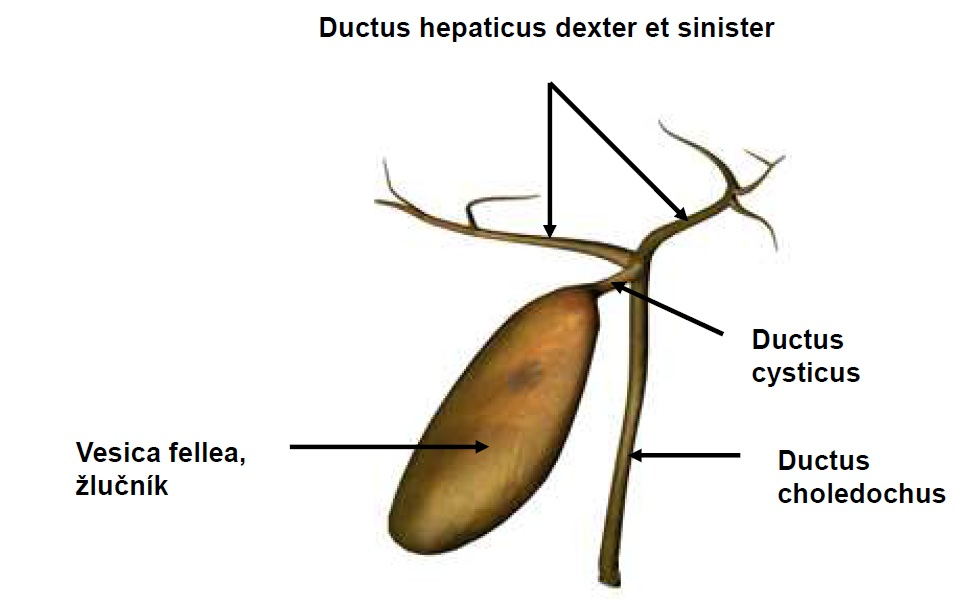 Ductus hepaticus dexter et sinister
Ductus
cysticus
Vesica fellea,
žlučník
Ductus
choledochus